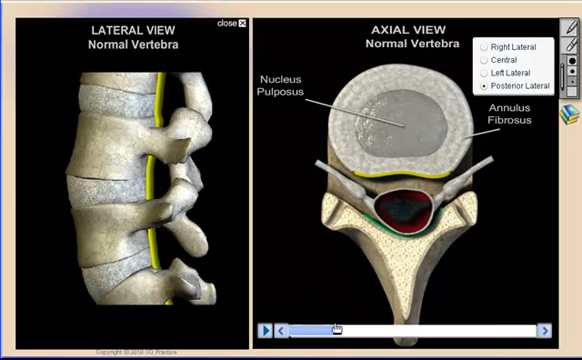 close
LATERAL VIEW
Normal Vertebra
AXIAL VIEW
Normal Vertebra
Right Lateral
Central
Left Lateral
Posterior Lateral
Nucleus
Pulposus
Annulus
Fibrosus
Copyright © 2010 3D Practice